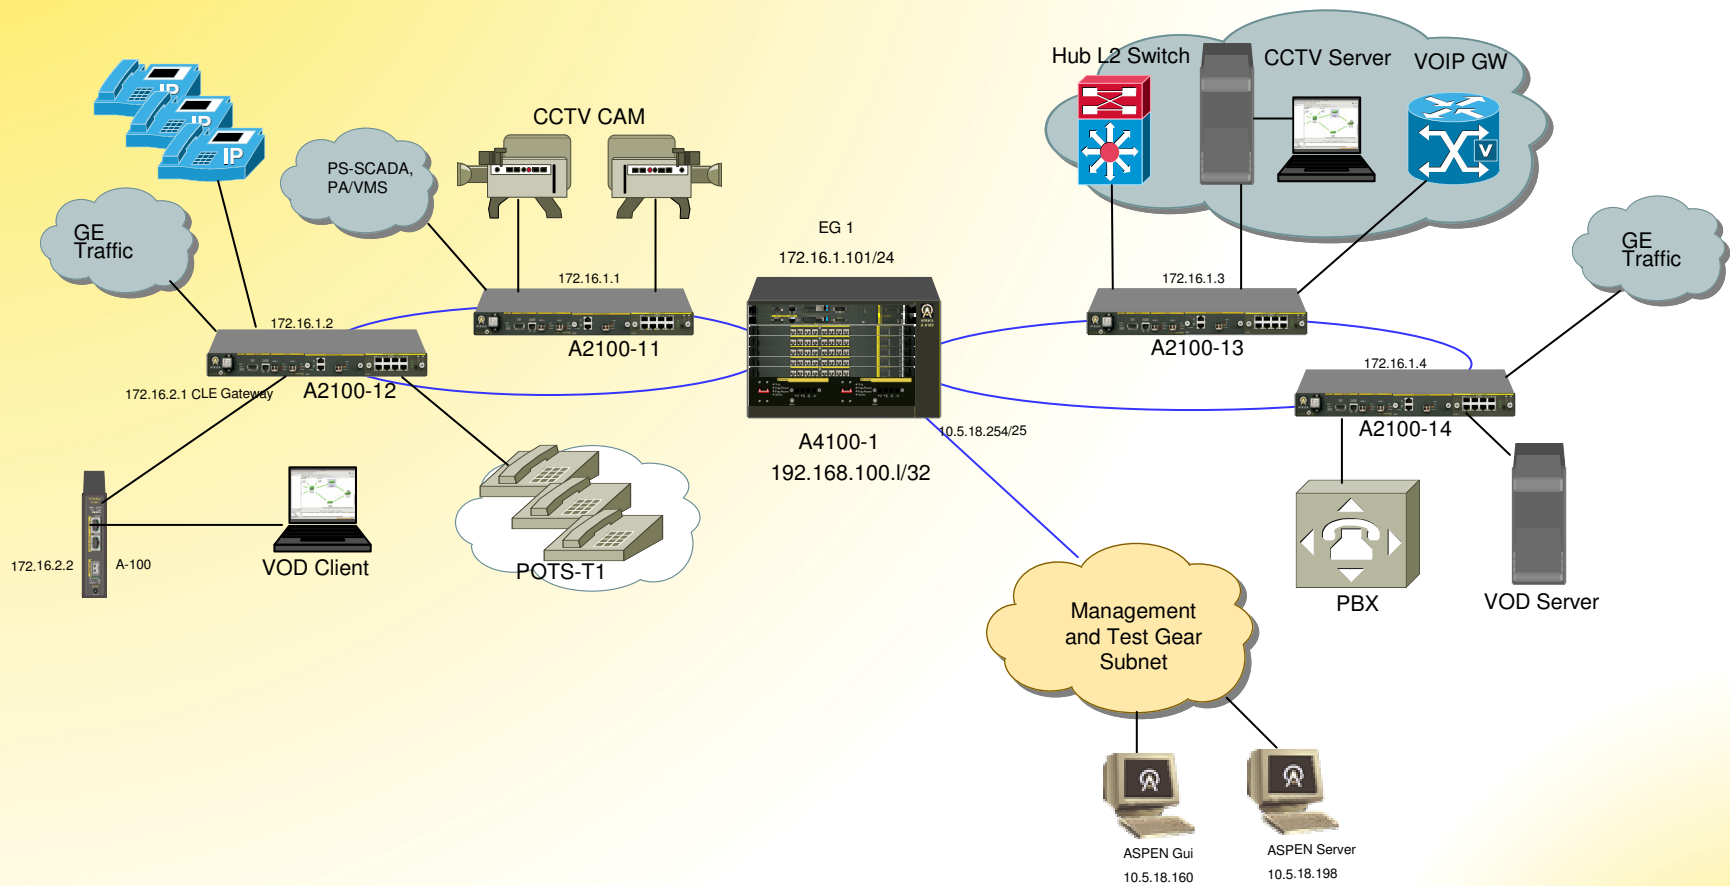 Hub L2 Switch
CCTV Server
VOIP GW
IP
IP
IP
CCTV CAM
V
PS-SCADA,
PA/VMS
GE
Traffic
EG 1
172.16.1.101/24
GE
Traffic
172.16.1.1
172.16.1.3
172.16.1.2
A2100-11
A2100-13
172.16.1.4
172.16.2.1 CLE Gateway
A2100-12
A4100-1
192.168.100.I/32
10.5.18.254/25
A2100-14
172.16.2.2
A-100
VOD Client
POTS-T1
PBX
VOD Server
Management
and Test Gear
Subnet
ASPEN Gui
10.5.18.160
ASPEN Server
10.5.18.198